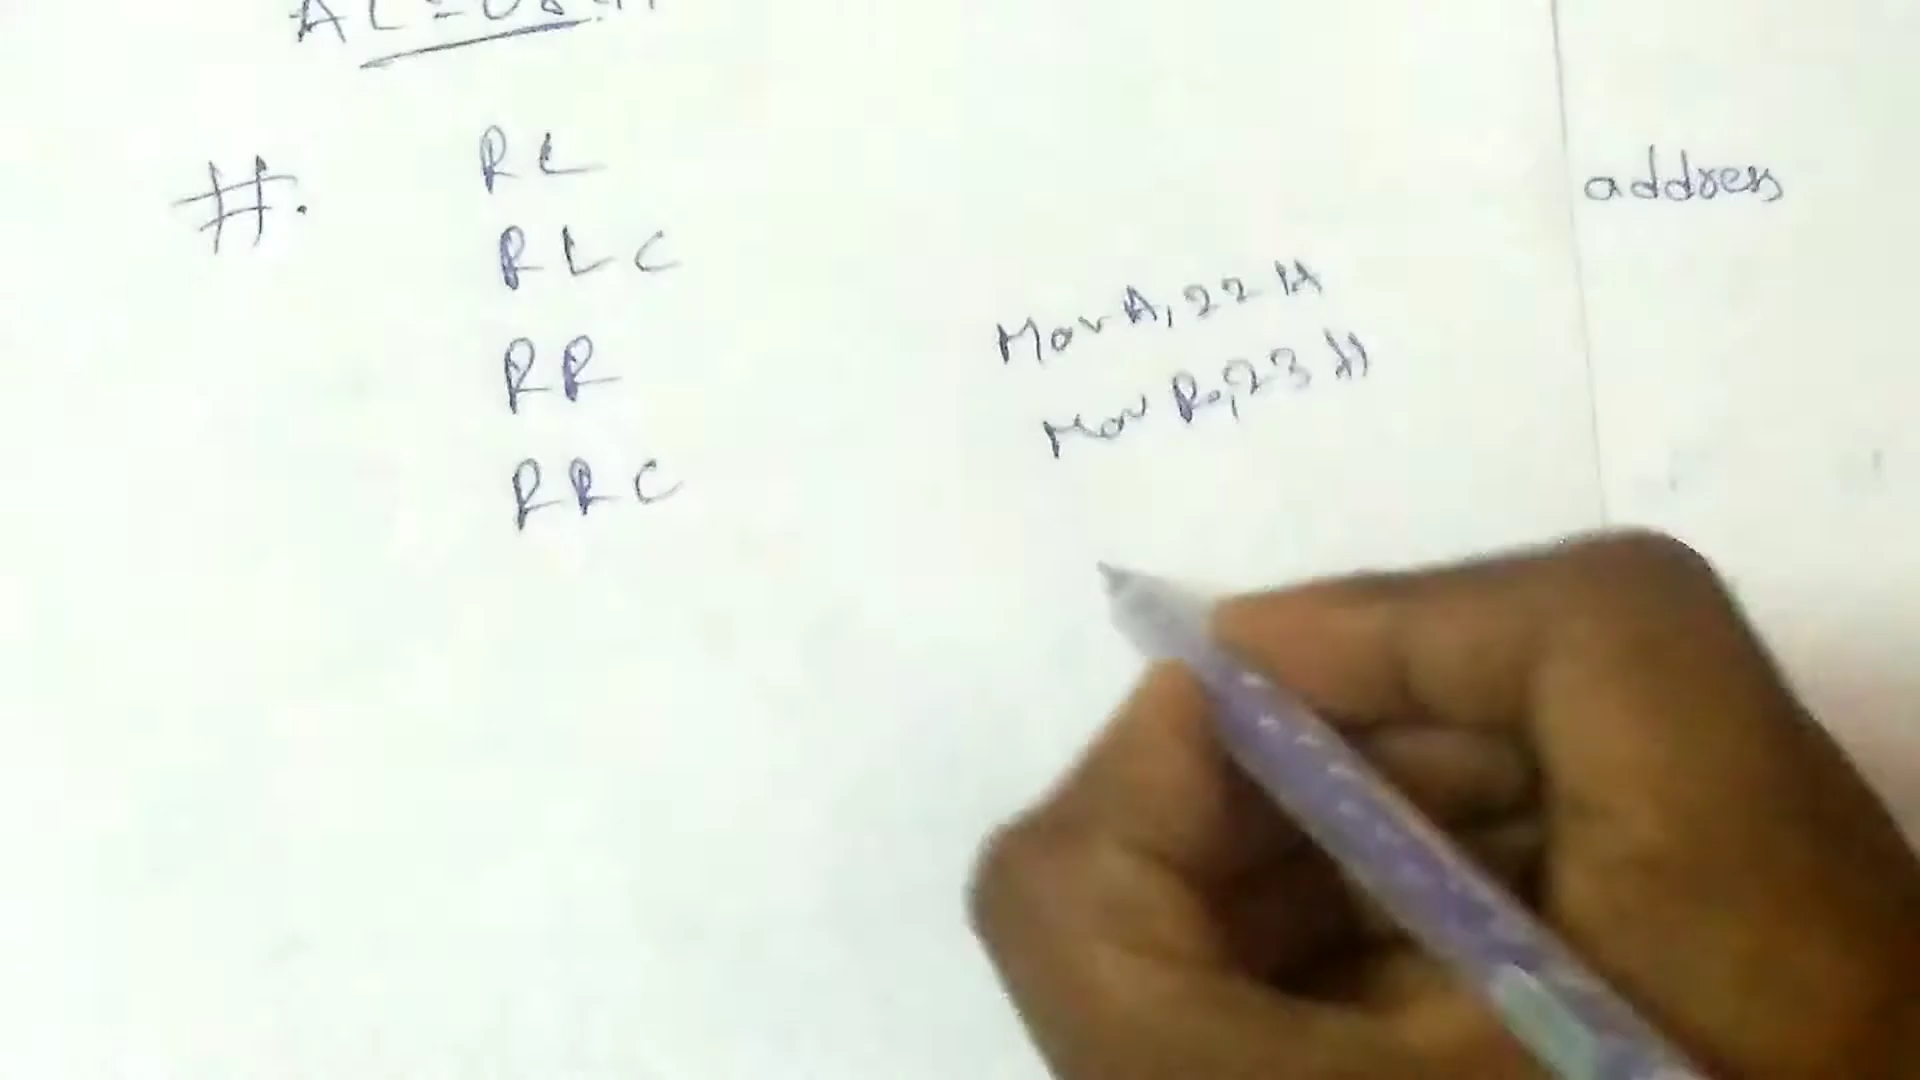 #.
RL
RLC
RR
RRC
Mov A, 22 H
Mov R0, 23 H
address